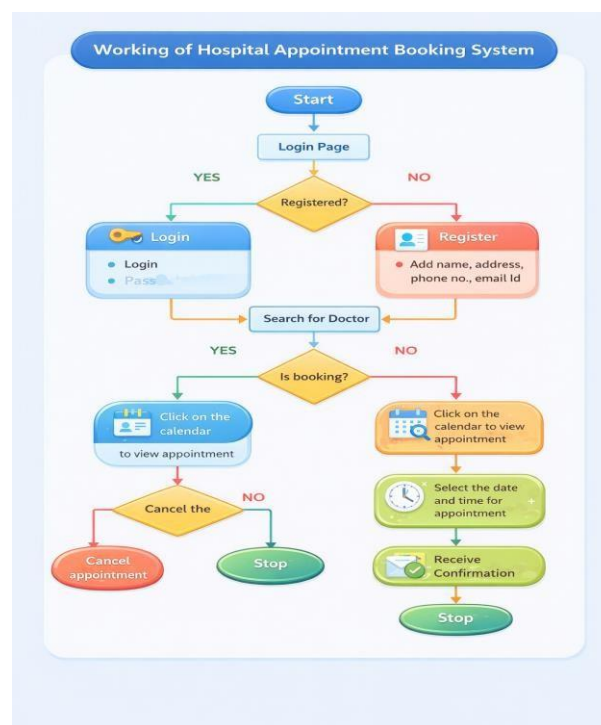 Working of Hospital Appointment Booking System
Start
Login Page
YES
NO
Registered?
Login
Login
Register
Add name, address,
phone no., email Id
Search for Doctor
YES
NO
Is booking?
Click on the
calendar
to view appointment
Click on the
calendar to view
appointment
Select the date
and time for
appointment
Cancel the
NO
Cancel
appointment
Stop
Receive
Confirmation
Stop